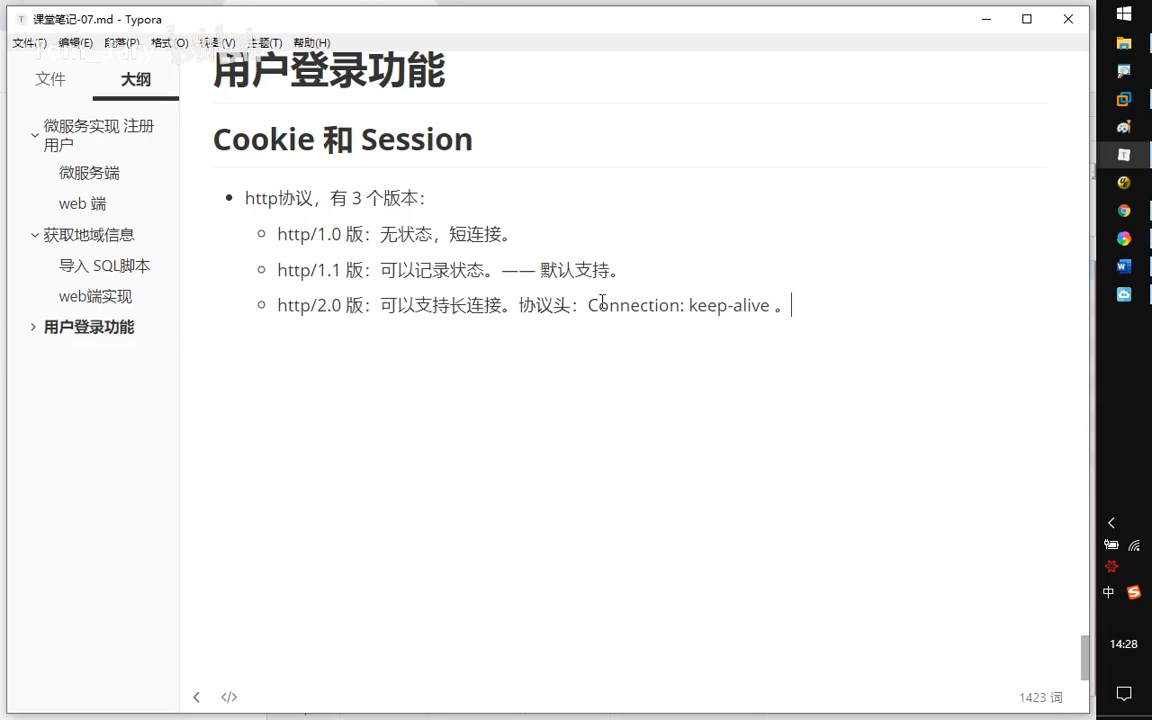 课堂笔记-07.md - Typora
文件(F) 编辑(E) 段落(P) 格式(O) 视图(V) 主题(T) 帮助(H)
文件 大纲
微服务实现 注册
用户
微服务端
web 端
获取地域信息
导入 SQL脚本
web端实现
用户登录功能
用户登录功能
Cookie 和 Session
http协议，有 3 个版本：
http/1.0 版：无状态，短连接。
http/1.1 版：可以记录状态。—— 默认支持。
http/2.0 版：可以支持长连接。协议头：Connection: keep-alive 。
1423 词
中
14:28